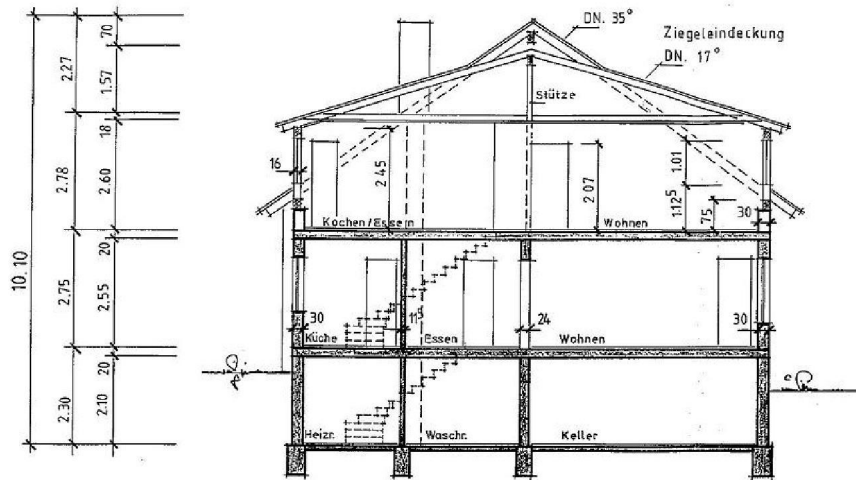 DN. 35°
Ziegeleindeckung
DN. 17°
70
2.27
1.57
Stütze
18
16
2.45
2.07
1.01
2.78
2.60
1.12⁵
75
30
Kochen/Essen
Wohnen
10.10
20
2.75
2.55
30
11⁵
24
30
Küche
Essen
Wohnen
20
2.30
2.10
Heizr.
Waschr.
Keller